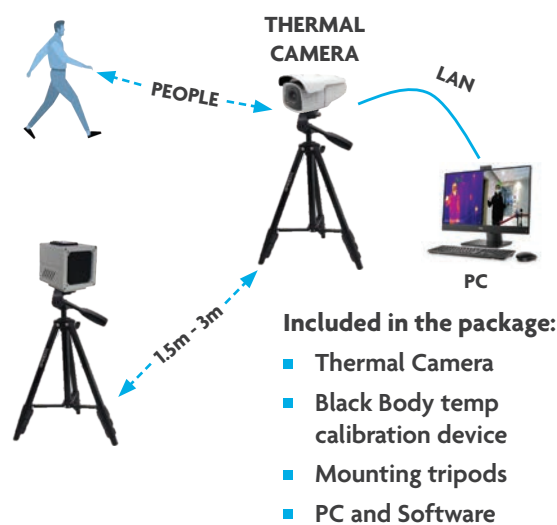 THERMAL
CAMERA
LAN
PEOPLE
PC
1.5m - 3m
Included in the package:
Thermal Camera
Black Body temp
calibration device
Mounting tripods
PC and Software